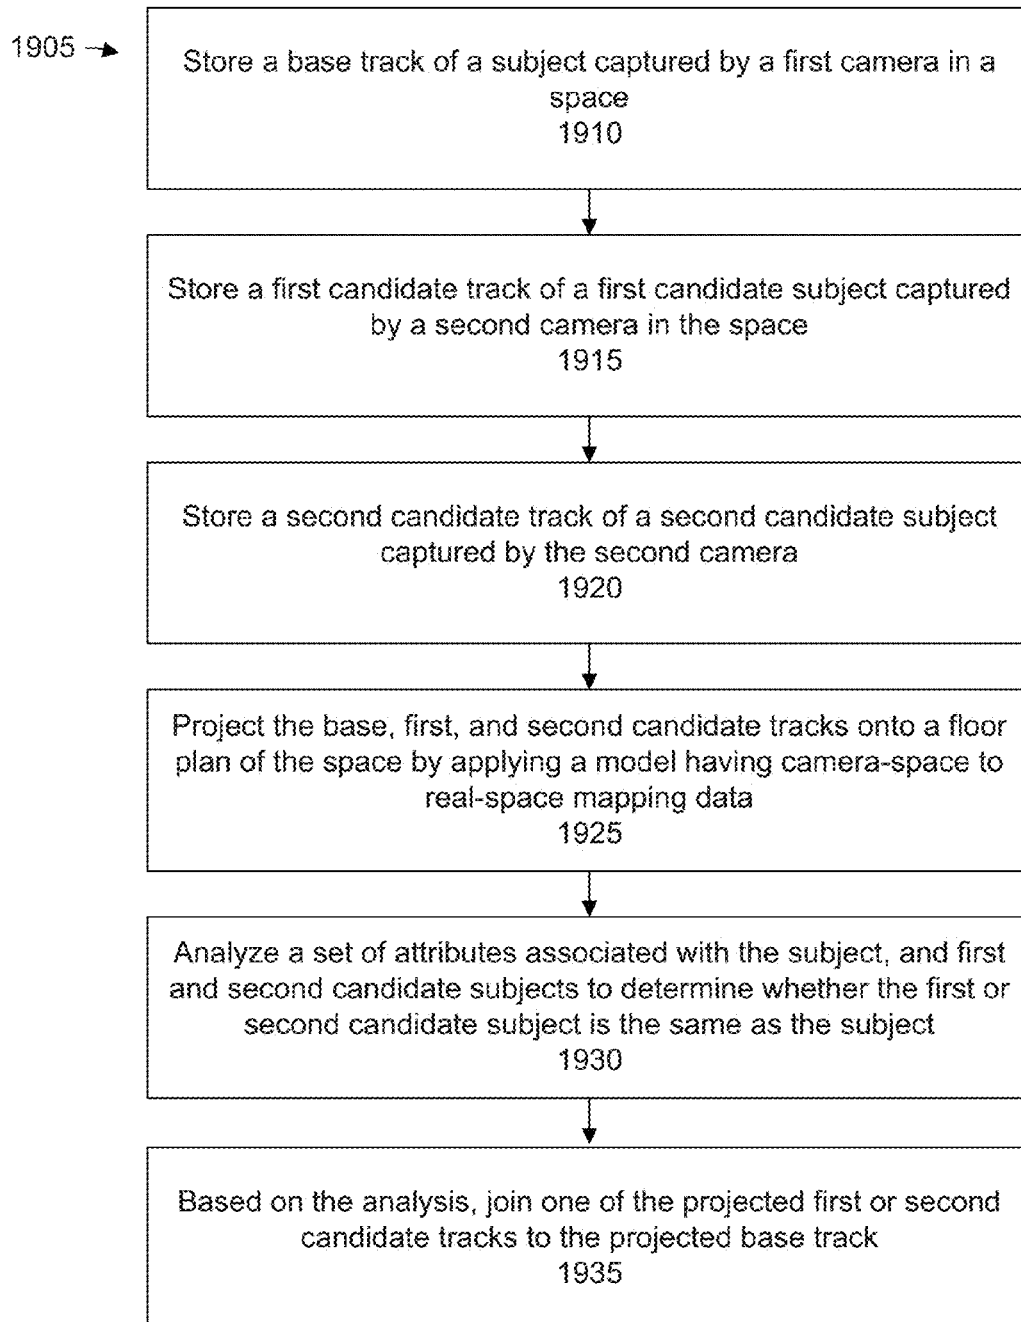 1905
Store a base track of a subject captured by a first camera in a
space
1910
Store a first candidate track of a first candidate subject captured
by a second camera in the space
1915
Store a second candidate track of a second candidate subject
captured by the second camera
1920
Project the base, first, and second candidate tracks onto a floor
plan of the space by applying a model having camera-space to
real-space mapping data
1925
Analyze a set of attributes associated with the subject, and first
and second candidate subjects to determine whether the first or
second candidate subject is the same as the subject
1930
Based on the analysis, join one of the projected first or second
candidate tracks to the projected base track
1935